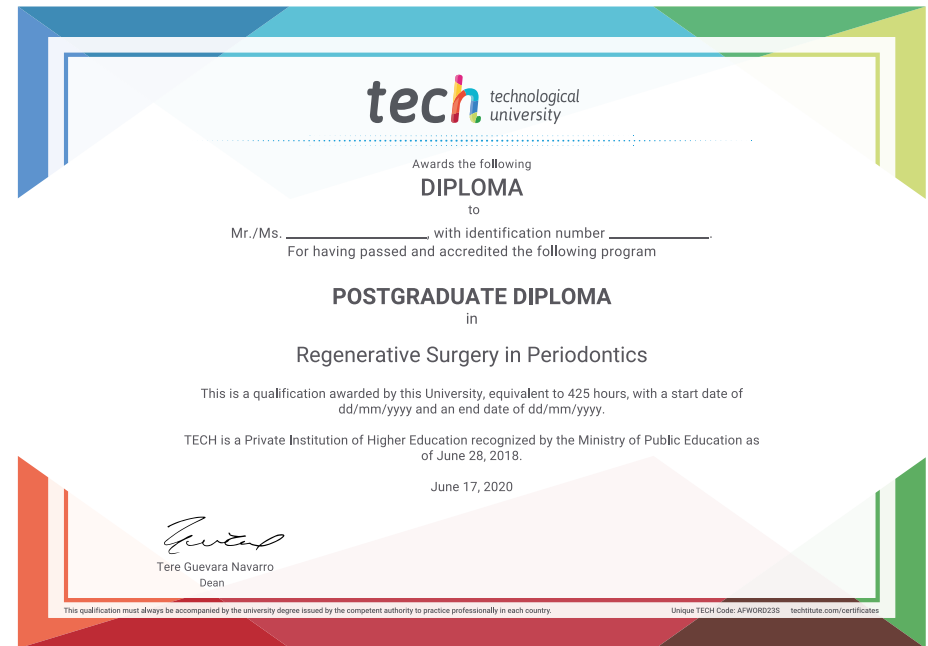 tech technological
university
Awards the following
DIPLOMA
to
Mr./Ms. ____________________, with identification number ______________.
For having passed and accredited the following program
POSTGRADUATE DIPLOMA
in
Regenerative Surgery in Periodontics
This is a qualification awarded by this University, equivalent to 425 hours, with a start date of
dd/mm/yyyy and an end date of dd/mm/yyyy.
TECH is a Private Institution of Higher Education recognized by the Ministry of Public Education as
of June 28, 2018.
June 17, 2020
Tere Guevara Navarro
Dean
This qualification must always be accompanied by the university degree issued by the competent authority to practice professionally in each country.
Unique TECH Code: AFWORD23S techtitute.com/certificates